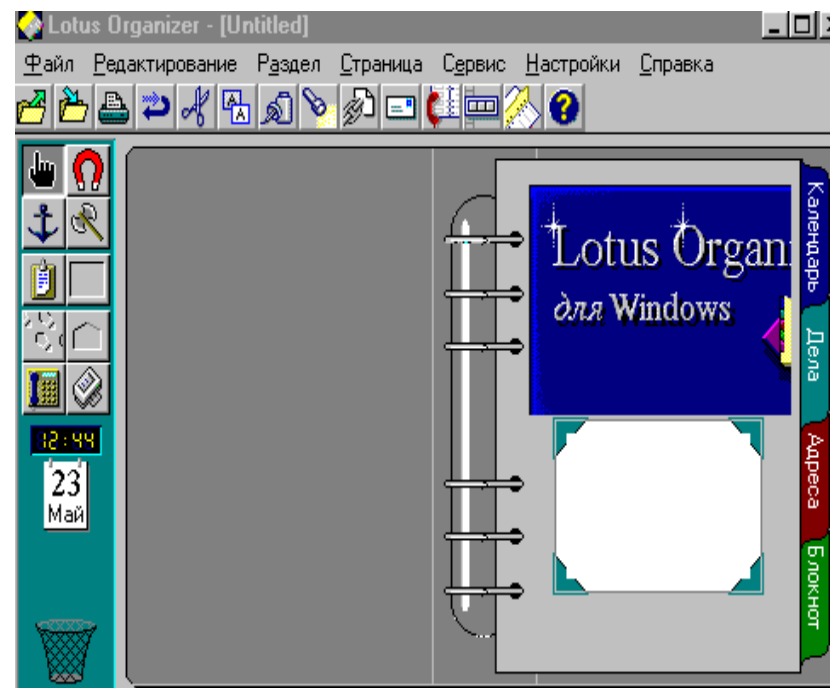 Lotus Organizer - [Untitled]
Файл Редактирование Раздел Страница Сервис Настройки Справка
Lotus Organi
для Windows
12:44
23
Май
Календарь
Дела
Адреса
Блокнот